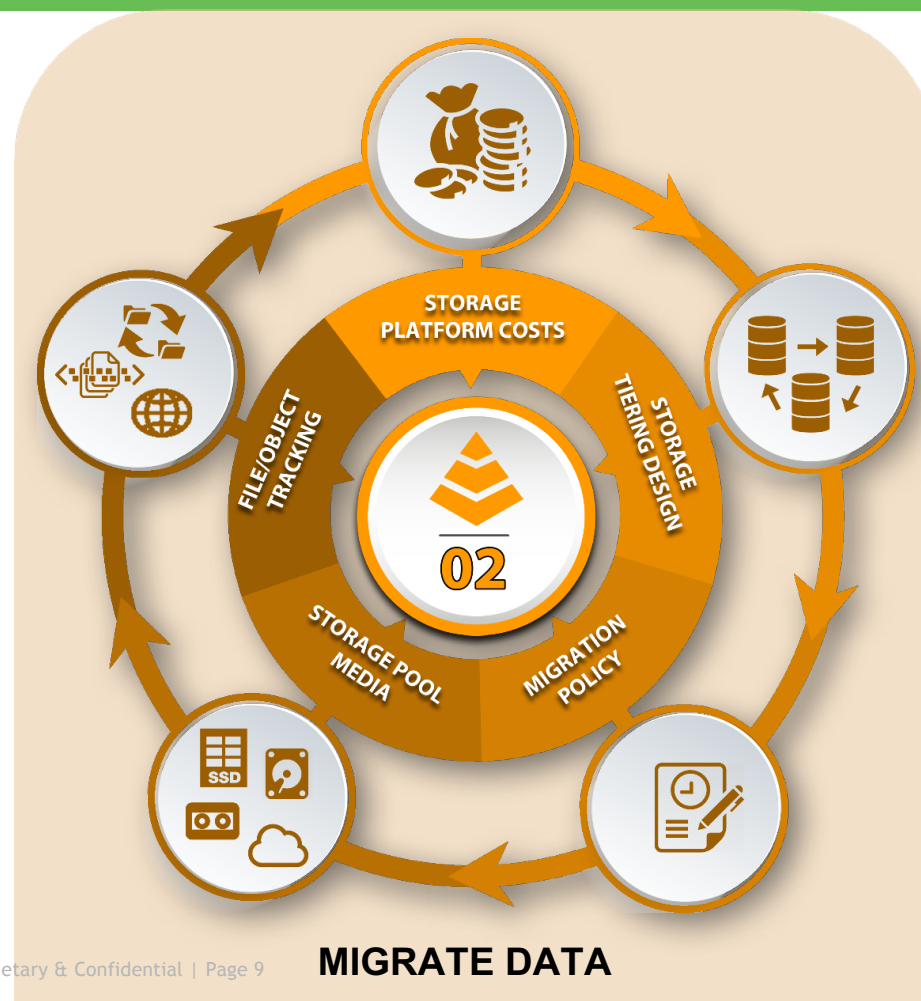 STORAGE
PLATFORM COSTS
STORAGE
TIERING DESIGN
MIGRATION
POLICY
STORAGE POOL
MEDIA
FILE/OBJECT
TRACKING
02
SSD
etary & Confidential | Page 9
MIGRATE DATA